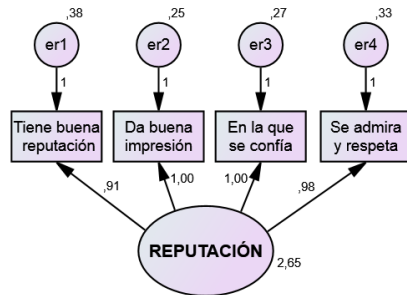 ,38 ,25 ,27 ,33
er1 er2 er3 er4
1 1 1 1
Tiene buena
reputación
Da buena
impresión
En la que
se confía
Se admira
y respeta
,91 1,00 1,00 ,98
REPUTACIÓN
2,65